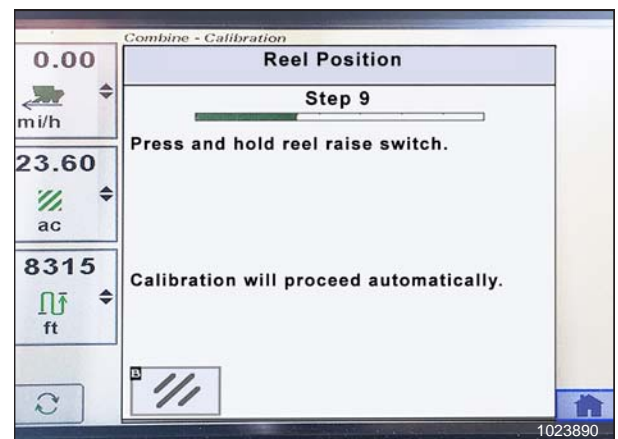 Combine - Calibration
0.00
mi/h
23.60
ac
8315
ft
Reel Position
Step 9
Press and hold reel raise switch.
Calibration will proceed automatically.
B
1023890